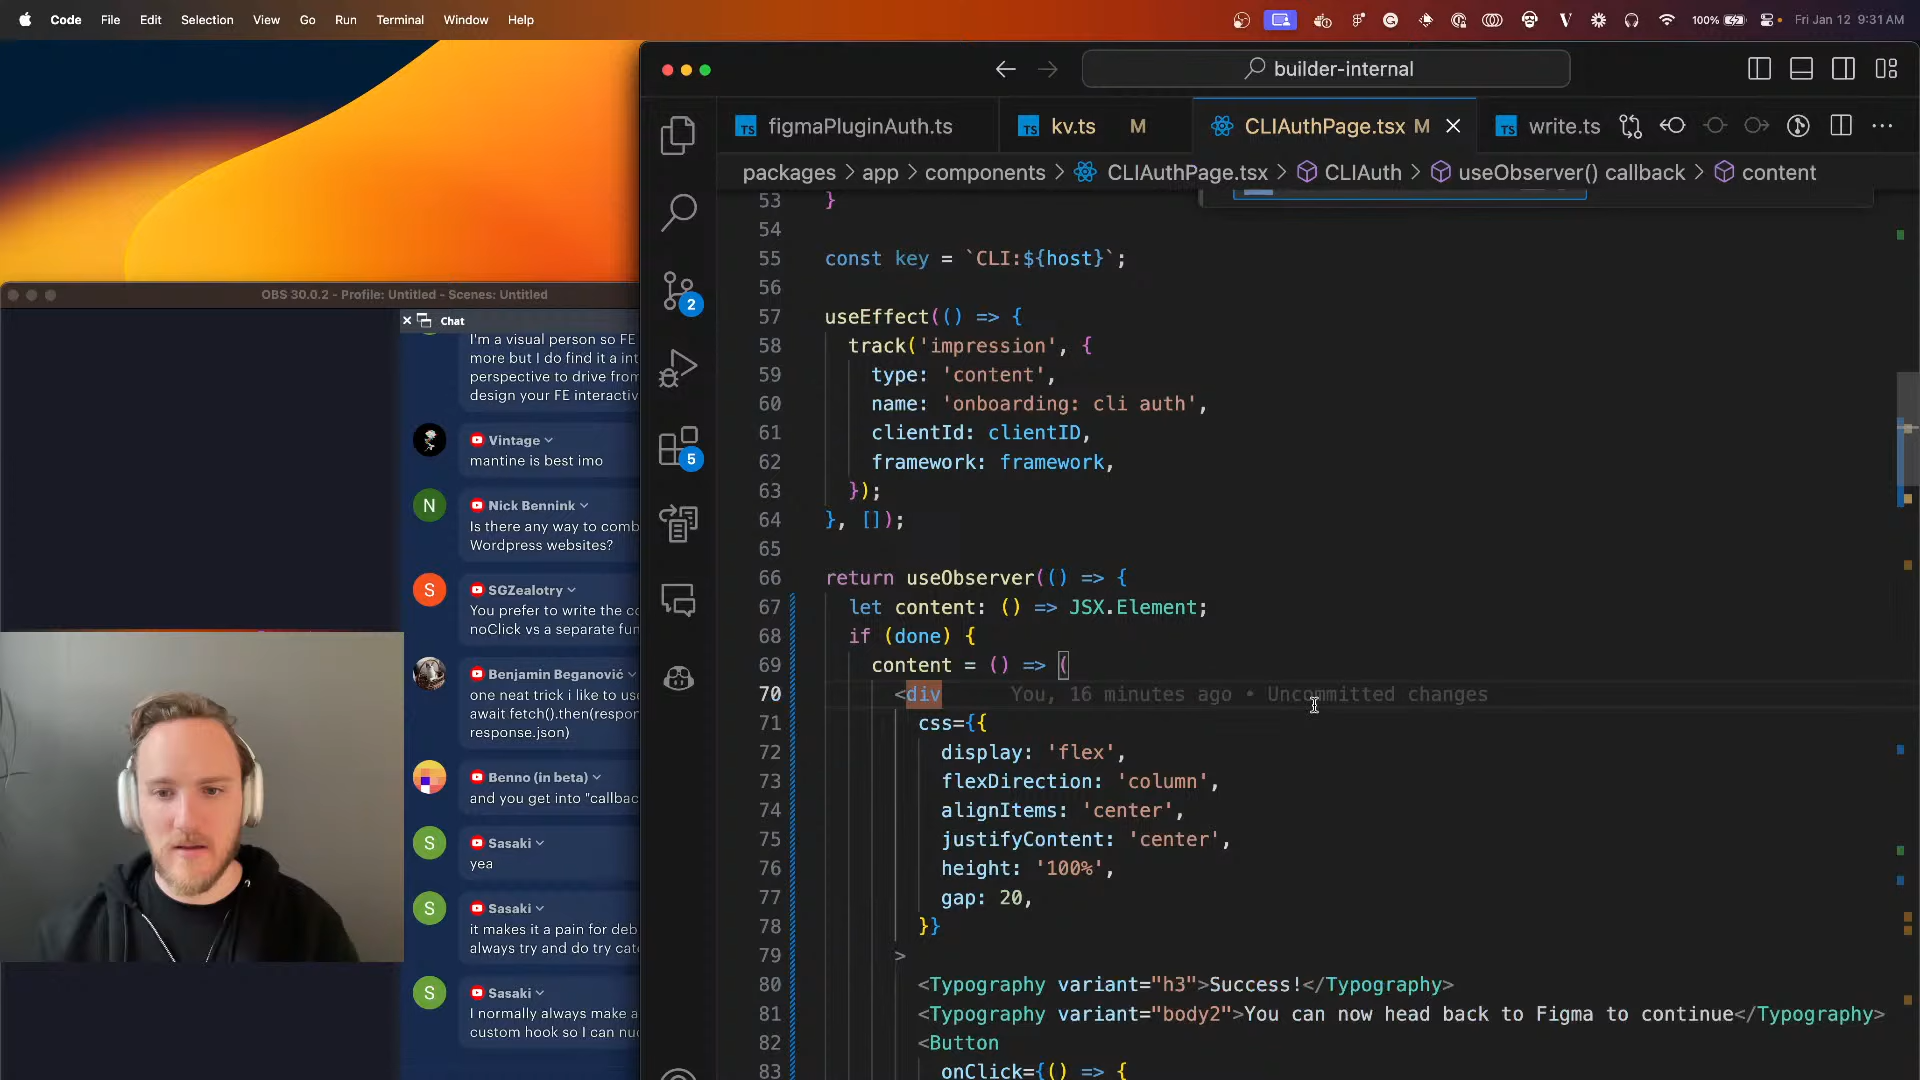 Code File Edit Selection View Go Run Terminal Window Help
100% Fri Jan 12 9:31 AM
builder-internal
figmaPluginAuth.ts
kv.ts M
CLIAuthPage.tsx M
write.ts
packages > app > components > CLIAuthPage.tsx > CLIAuth > useObserver() callback > content
OBS 30.0.2 - Profile: Untitled - Scenes: Untitled
Chat
I'm a visual person so FE
more but I do find it a int
perspective to drive from
design your FE interactiv
Vintage
mantine is best imo
N
Nick Bennink
Is there any way to comb
Wordpress websites?
S
SGZealotry
You prefer to write the co
noClick vs a separate fun
Benjamin Beganović
one neat trick i like to us
await fetch().then(respon
response.json)
Benno (in beta)
and you get into "callbac
S
Sasaki
yea
S
Sasaki
it makes it a pain for deb
always try and do try cat
S
Sasaki
I normally always make a
custom hook so I can nu
2
5
53 }
54
55 const key = `CLI:${host}`;
56
57 useEffect(() => {
58 track('impression', {
59 type: 'content',
60 name: 'onboarding: cli auth',
61 clientId: clientID,
62 framework: framework,
63 });
64 }, []);
65
66 return useObserver(() => {
67 let content: () => JSX.Element;
68 if (done) {
69 content = () => (
70 <div You, 16 minutes ago • Uncommitted changes
71 css={{
72 display: 'flex',
73 flexDirection: 'column',
74 alignItems: 'center',
75 justifyContent: 'center',
76 height: '100%',
77 gap: 20,
78 }}
79 >
80 <Typography variant="h3">Success!</Typography>
81 <Typography variant="body2">You can now head back to Figma to continue</Typography>
82 <Button
83 onClick={() => {